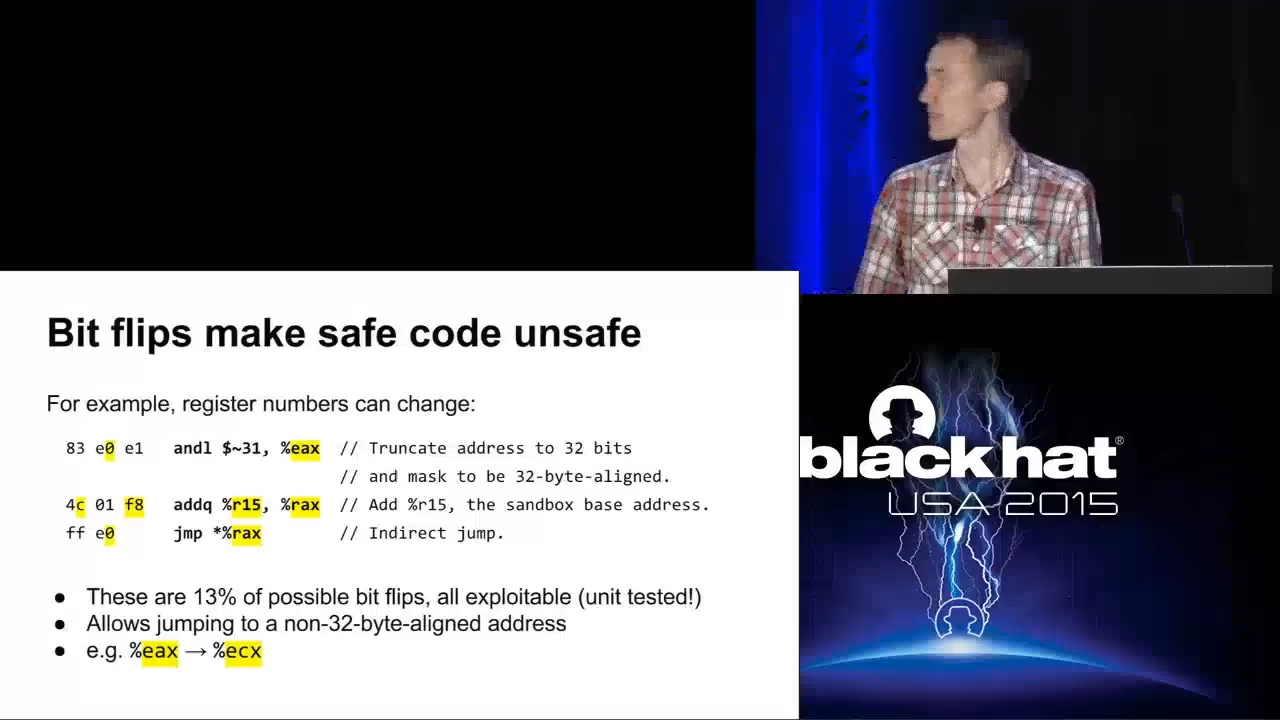 Bit flips make safe code unsafe
For example, register numbers can change:
83 e0 e1 andl $~31, %eax // Truncate address to 32 bits
// and mask to be 32-byte-aligned.
4c 01 f8 addq %r15, %rax // Add %r15, the sandbox base address.
ff e0 jmp *%rax // Indirect jump.
● These are 13% of possible bit flips, all exploitable (unit tested!)
● Allows jumping to a non-32-byte-aligned address
● e.g. %eax → %ecx
black hat®
USA 2015